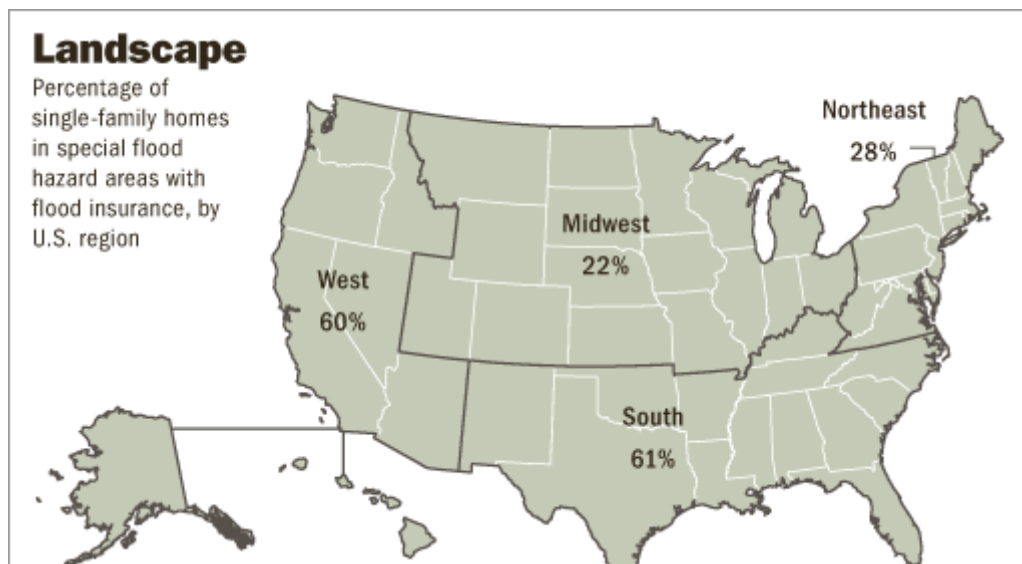 Landscape
Percentage of
single-family homes
in special flood
hazard areas with
flood insurance, by
U.S. region
Northeast
28%
Midwest
22%
West
60%
South
61%